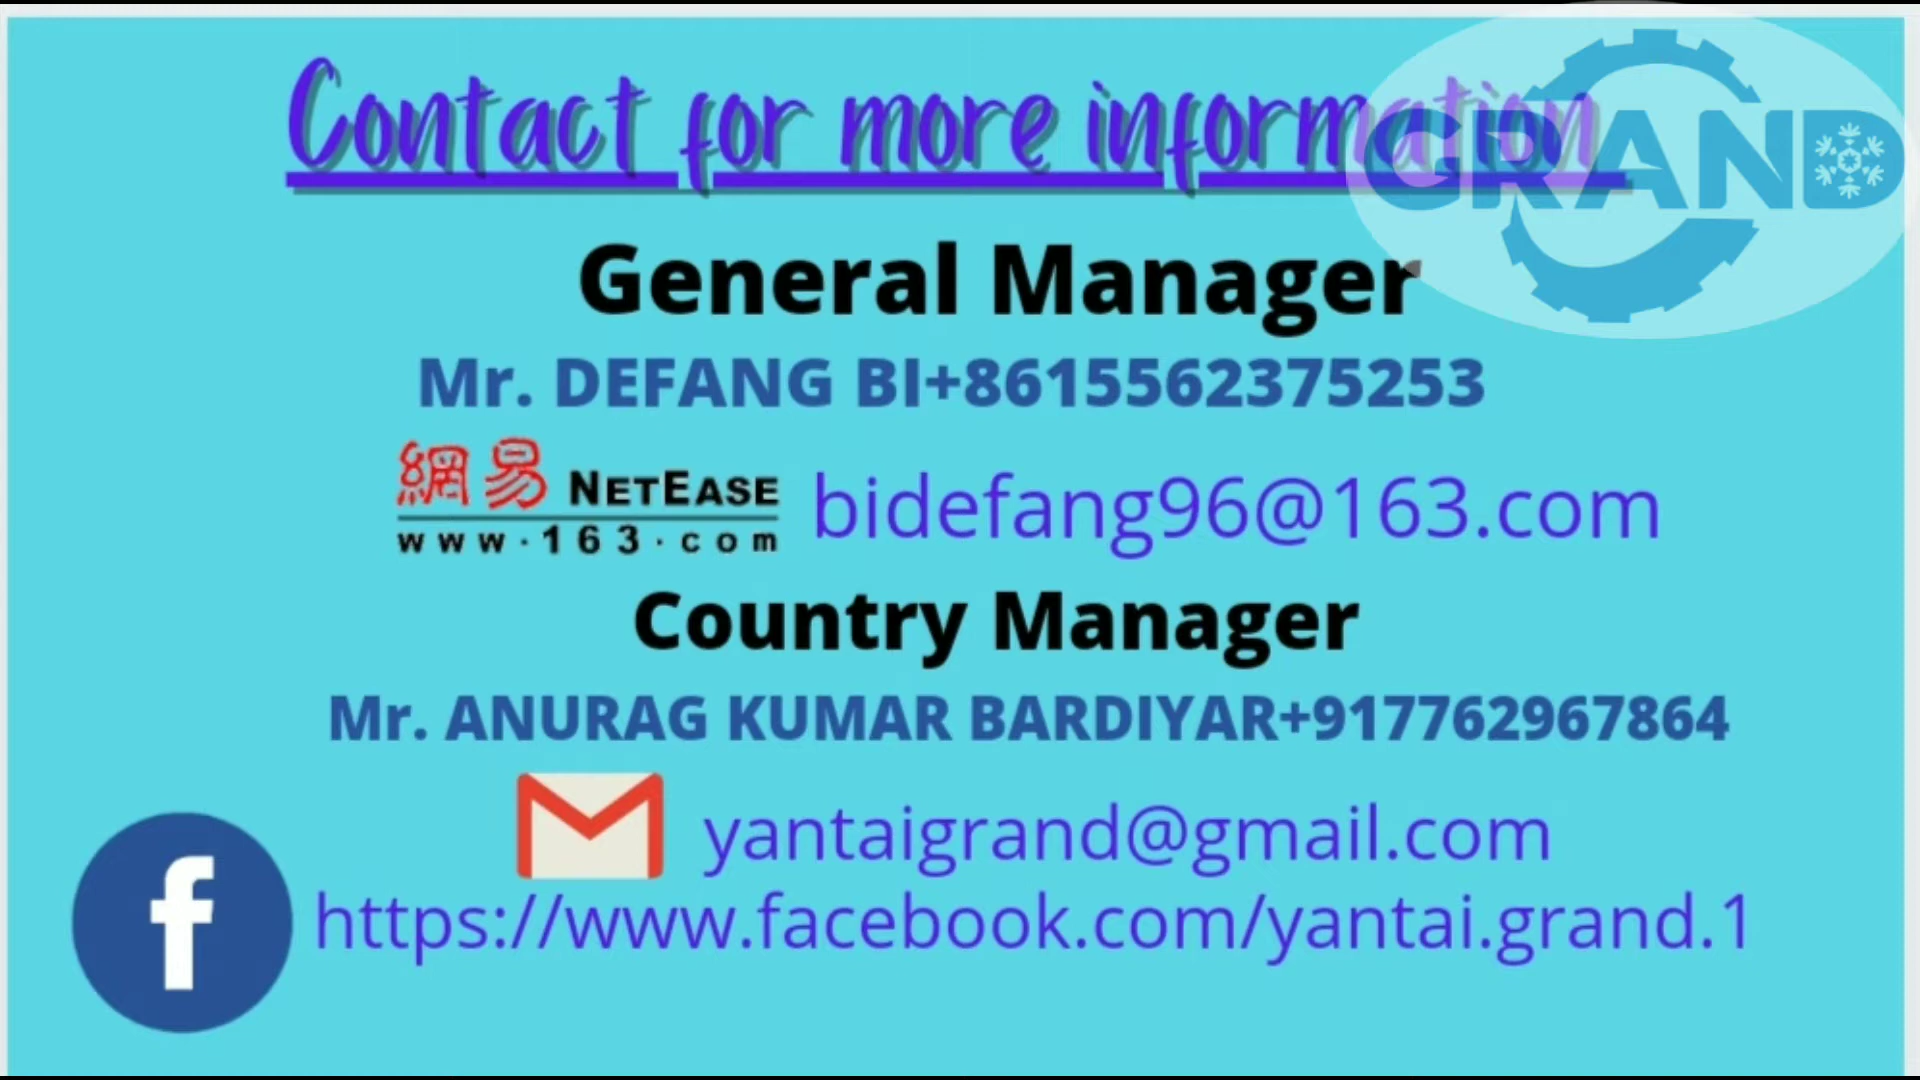 Contact for more information
GRAND
General Manager
Mr. DEFANG BI+8615562375253
網易 NETEASE
www.163.com
bidefang96@163.com
Country Manager
Mr. ANURAG KUMAR BARDIYAR+917762967864
yantaigrand@gmail.com
f
https://www.facebook.com/yantai.grand.1